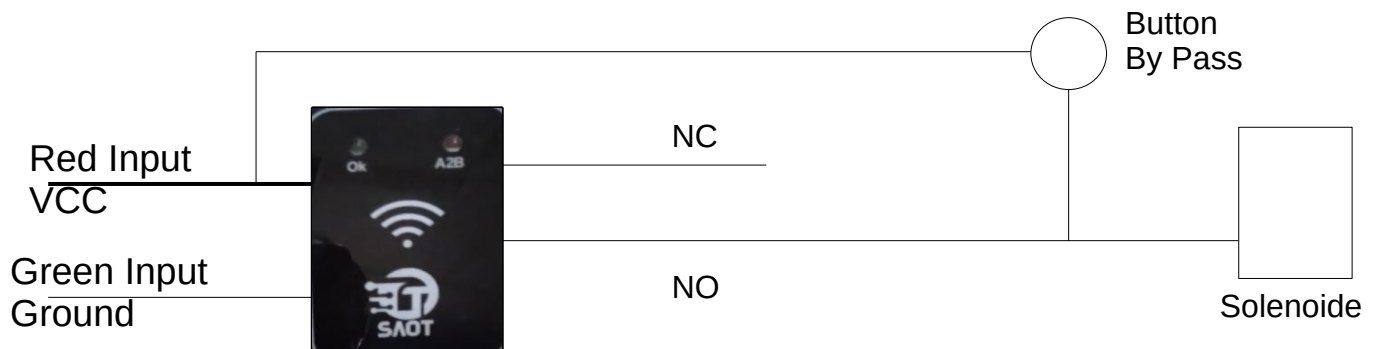 Button
By Pass
NC
Red Input
VCC
Ok
A2B
Green Input
Ground
NO
SAOT
Solenoide